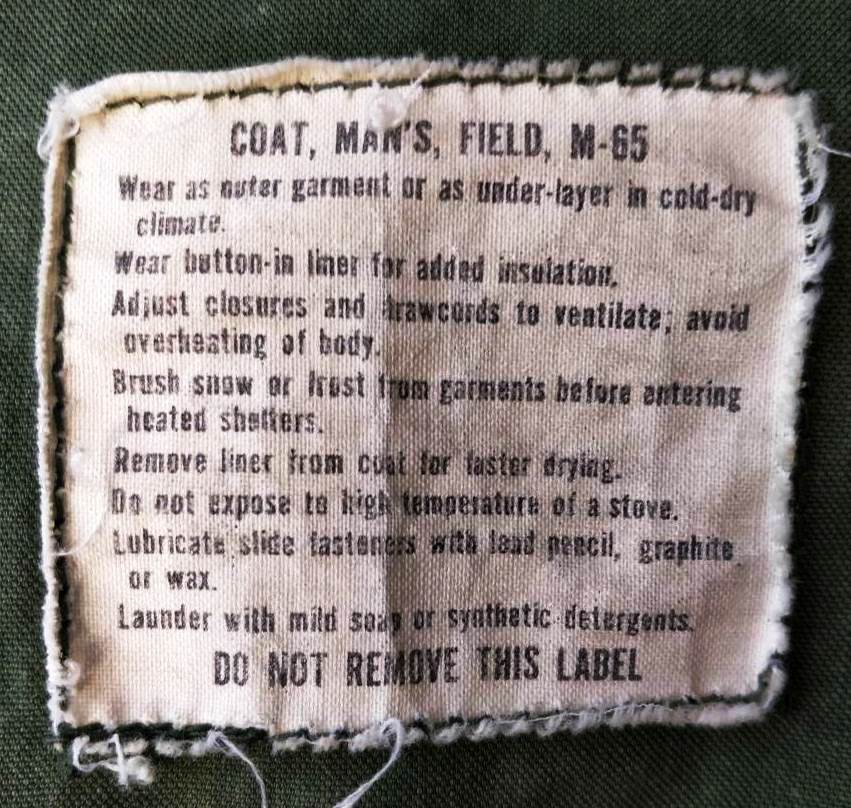 COAT, MAN'S, FIELD, M-65
Wear as outer garment or as under-layer in cold-dry
climate.
Wear button-in liner for added insulation.
Adjust closures and drawcords to ventilate; avoid
overheating of body.
Brush snow or frost from garments before entering
heated shelters.
Remove liner from coat for faster drying.
Do not expose to high temperature of a stove.
Lubricate slide fasteners with lead pencil, graphite
or wax.
Launder with mild soap or synthetic detergents.
DO NOT REMOVE THIS LABEL